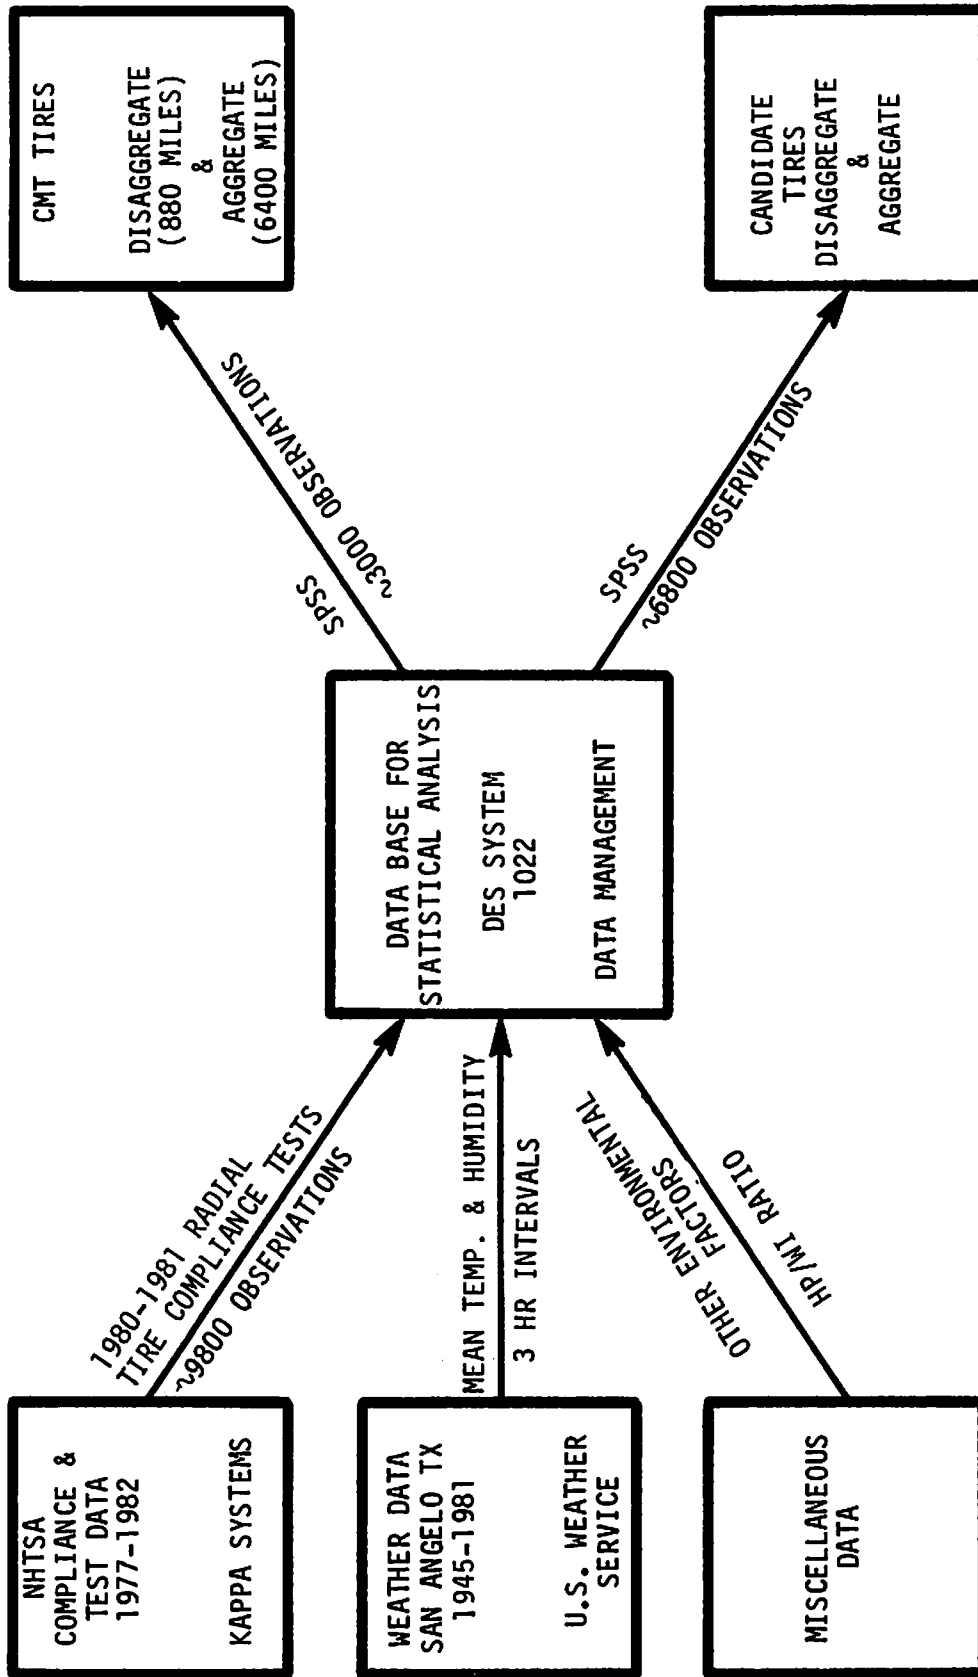 NHTSA
COMPLIANCE &
TEST DATA
1977-1982
KAPPA SYSTEMS
WEATHER DATA
SAN ANGELO TX
1945-1981
U.S. WEATHER
SERVICE
MISCELLANEOUS
DATA
1980-1981 RADIAL
TIRE COMPLIANCE TESTS
~9800 OBSERVATIONS
MEAN TEMP. & HUMIDITY
3 HR INTERVALS
OTHER ENVIRONMENTAL
FACTORS
HP/WI RATIO
DATA BASE FOR
STATISTICAL ANALYSIS
DES SYSTEM
1022
DATA MANAGEMENT
SPSS
~3000 OBSERVATIONS
SPSS
~6800 OBSERVATIONS
CMT TIRES
DISAGGREGATE
(880 MILES)
&
AGGREGATE
(6400 MILES)
CANDIDATE
TIRES
DISAGGREGATE
&
AGGREGATE